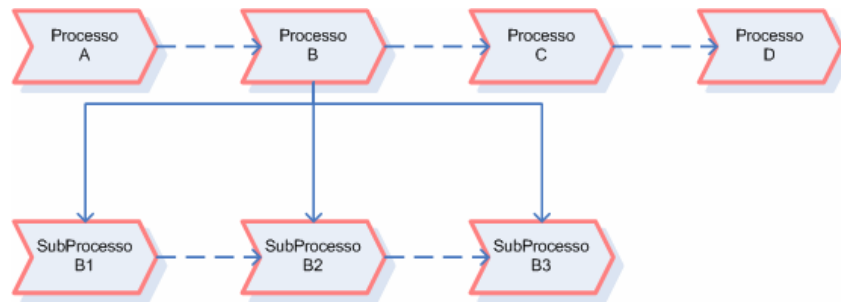 Processo
A
Processo
B
Processo
C
Processo
D
SubProcesso
B1
SubProcesso
B2
SubProcesso
B3